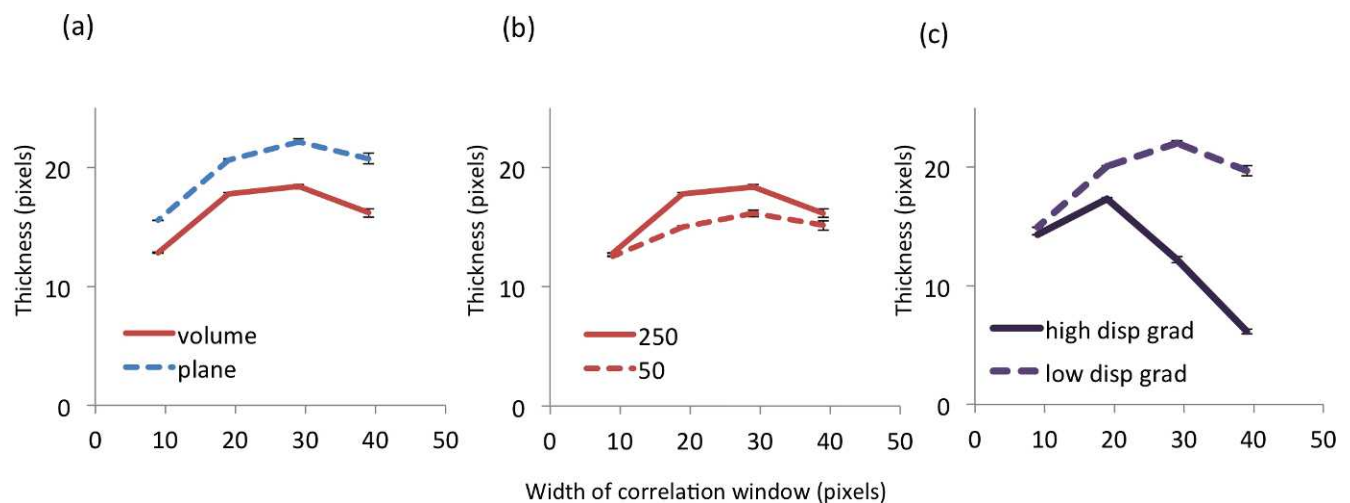 (a)
Thickness (pixels)
20
10
0
volume
plane
0 10 20 30 40 50
(b)
Thickness (pixels)
20
10
0
250
50
0 10 20 30 40 50
(c)
Thickness (pixels)
20
10
0
high disp grad
low disp grad
0 10 20 30 40 50
Width of correlation window (pixels)